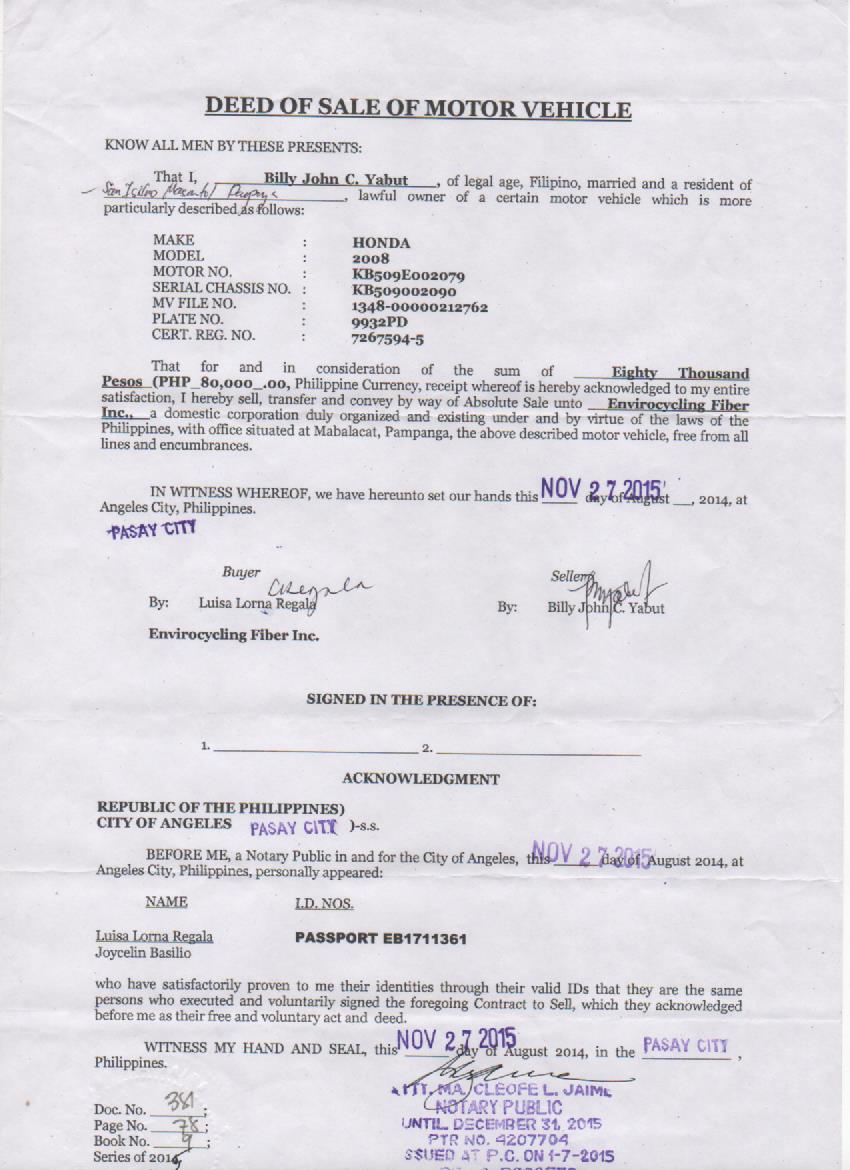 DEED OF SALE OF MOTOR VEHICLE
KNOW ALL MEN BY THESE PRESENTS:
That I, Billy John C. Yabut, of legal age, Filipino, married and a resident of
San Isidro Macabebe Pampanga, lawful owner of a certain motor vehicle which is more
particularly described as follows:
MAKE : HONDA
MODEL : 2008
MOTOR NO. : KB509E002079
SERIAL CHASSIS NO. : KB509002090
MV FILE NO. : 1348-00000212762
PLATE NO. : 9932PD
CERT. REG. NO. : 7267594-5
That for and in consideration of the sum of Eighty Thousand
Pesos (PHP 80,000 .00, Philippine Currency, receipt whereof is hereby acknowledged to my entire
satisfaction, I hereby sell, transfer and convey by way of Absolute Sale unto Envirocycling Fiber
Inc., a domestic corporation duly organized and existing under and by virtue of the laws of the
Philippines, with office situated at Mabalacat, Pampanga, the above described motor vehicle, free from all
lines and encumbrances.
IN WITNESS WHEREOF, we have hereunto set our hands this NOV 27 2015 day of August __, 2014, at
Angeles City, Philippines.
PASAY CITY
Buyer Seller
By: Luisa Lorna Regala By: Billy John C. Yabut
Envirocycling Fiber Inc.
SIGNED IN THE PRESENCE OF:
1. ____________ 2. ____________
ACKNOWLEDGMENT
REPUBLIC OF THE PHILIPPINES)
CITY OF ANGELES PASAY CITY )-s.s.
BEFORE ME, a Notary Public in and for the City of Angeles, this NOV 27 2015 day of August 2014, at
Angeles City, Philippines, personally appeared:
NAME I.D. NOS.
Luisa Lorna Regala PASSPORT EB1711361
Joycelin Basilio
who have satisfactorily proven to me their identities through their valid IDs that they are the same
persons who executed and voluntarily signed the foregoing Contract to Sell, which they acknowledged
before me as their free and voluntary act and deed.
WITNESS MY HAND AND SEAL, this NOV 27 2015 day of August 2014, in the PASAY CITY ,
Philippines.
ATT. MA. CLEOFE L. JAIME
NOTARY PUBLIC
UNTIL DECEMBER 31, 2015
PTR NO. 4207704
ISSUED AT P.C. ON 1-7-2015
Doc. No. 381 ;
Page No. 78 ;
Book No. 9 ;
Series of 2015